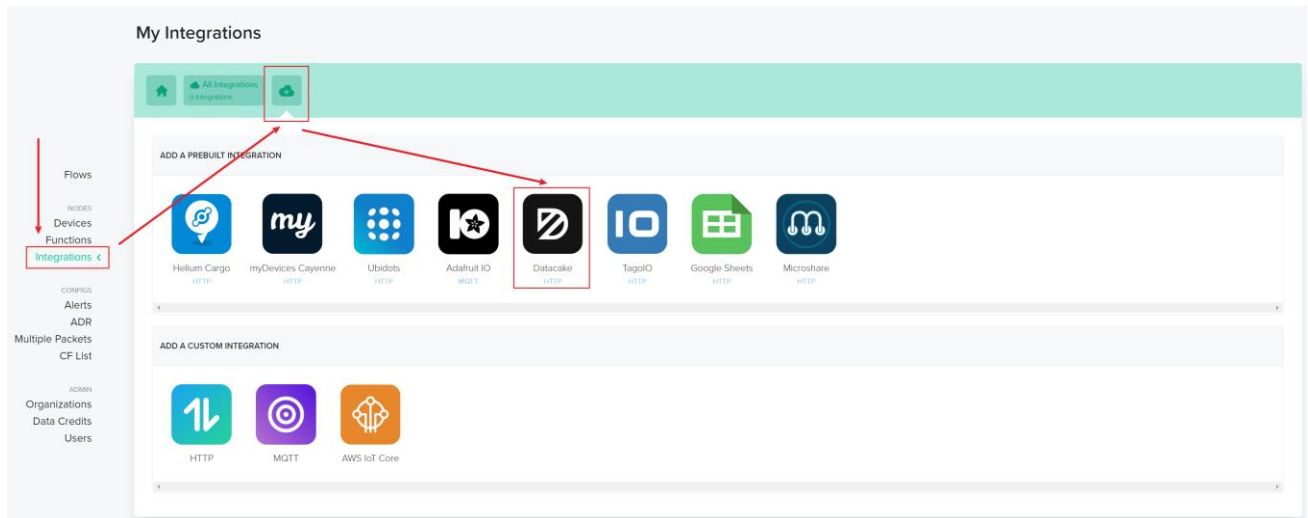 My Integrations
All Integrations
0 Integrations
Flows
NODES
Devices
Functions
Integrations
CONFIGS
Alerts
ADR
Multiple Packets
CF List
ADMIN
Organizations
Data Credits
Users
ADD A PREBUILT INTEGRATION
my
IO
IO
Helium Cargo
HTTP
myDevices Cayenne
HTTP
Ubidots
HTTP
Adafruit IO
MQTT
Datacake
HTTP
TagoIO
HTTP
Google Sheets
HTTP
Microshare
HTTP
ADD A CUSTOM INTEGRATION
HTTP
MQTT
AWS IoT Core